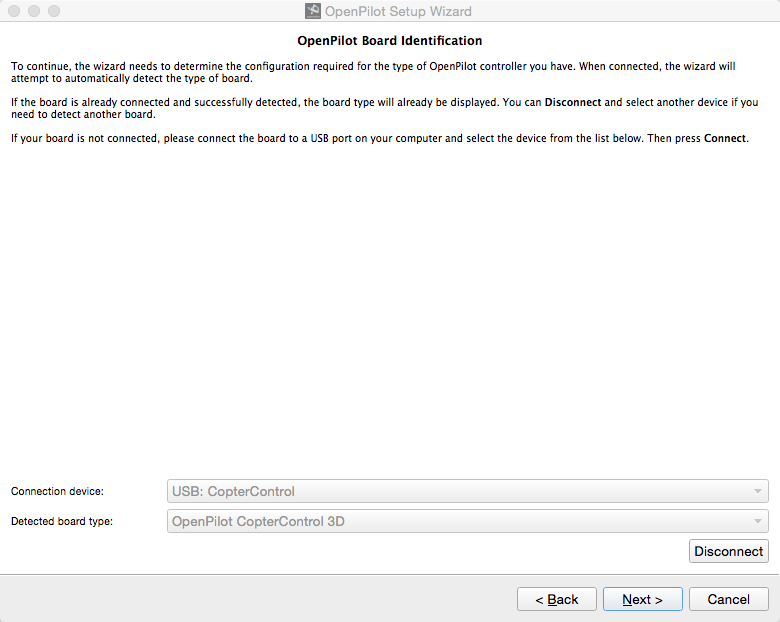 OpenPilot Setup Wizard
OpenPilot Board Identification
To continue, the wizard needs to determine the configuration required for the type of OpenPilot controller you have. When connected, the wizard will
attempt to automatically detect the type of board.
If the board is already connected and successfully detected, the board type will already be displayed. You can Disconnect and select another device if you
need to detect another board.
If your board is not connected, please connect the board to a USB port on your computer and select the device from the list below. Then press Connect.
Connection device: USB: CopterControl
Detected board type: OpenPilot CopterControl 3D
Disconnect
< Back Next > Cancel